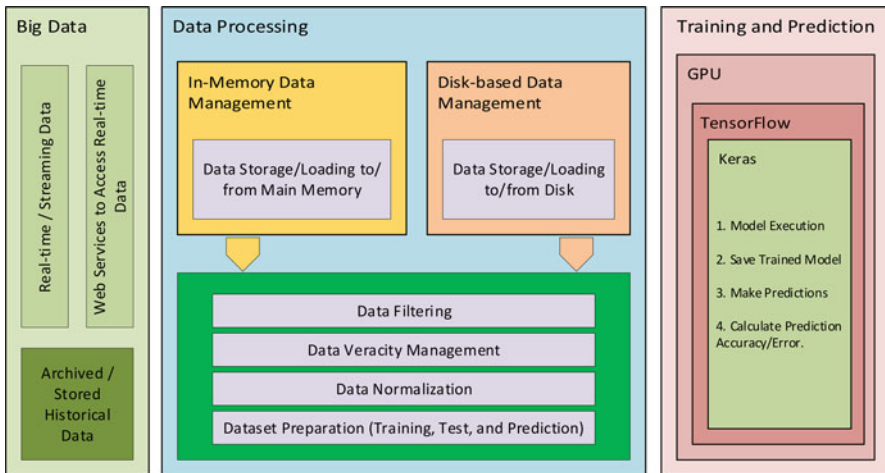 Big Data
Real-time / Streaming Data
Web Services to Access Real-time
Data
Archived /
Stored
Historical
Data
Data Processing
In-Memory Data
Management
Data Storage/Loading to/
from Main Memory
Disk-based Data
Management
Data Storage/Loading
to/from Disk
Data Filtering
Data Veracity Management
Data Normalization
Dataset Preparation (Training, Test, and Prediction)
Training and Prediction
GPU
TensorFlow
Keras
1. Model Execution
2. Save Trained Model
3. Make Predictions
4. Calculate Prediction
Accuracy/Error.